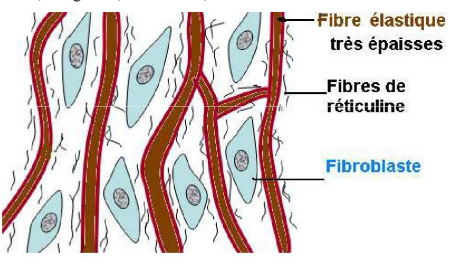 Fibre élastique
très épaisses
Fibres de
réticuline
Fibroblaste